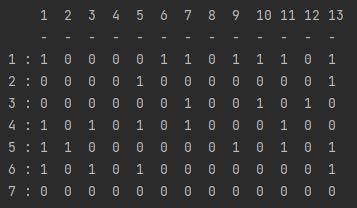 1 2 3 4 5 6 7 8 9 10 11 12 13
- - - - - - - - - - - - -
1 : 1 0 0 0 0 1 1 0 1 1 1 0 1
2 : 0 0 0 0 1 0 0 0 0 0 0 0 1
3 : 0 0 0 0 0 0 1 0 0 1 0 1 0
4 : 1 0 1 0 1 0 1 0 0 0 1 0 0
5 : 1 1 0 0 0 0 0 0 1 0 1 0 1
6 : 1 0 1 0 1 0 0 0 0 0 0 0 1
7 : 0 0 0 0 0 0 0 0 0 0 0 0 0